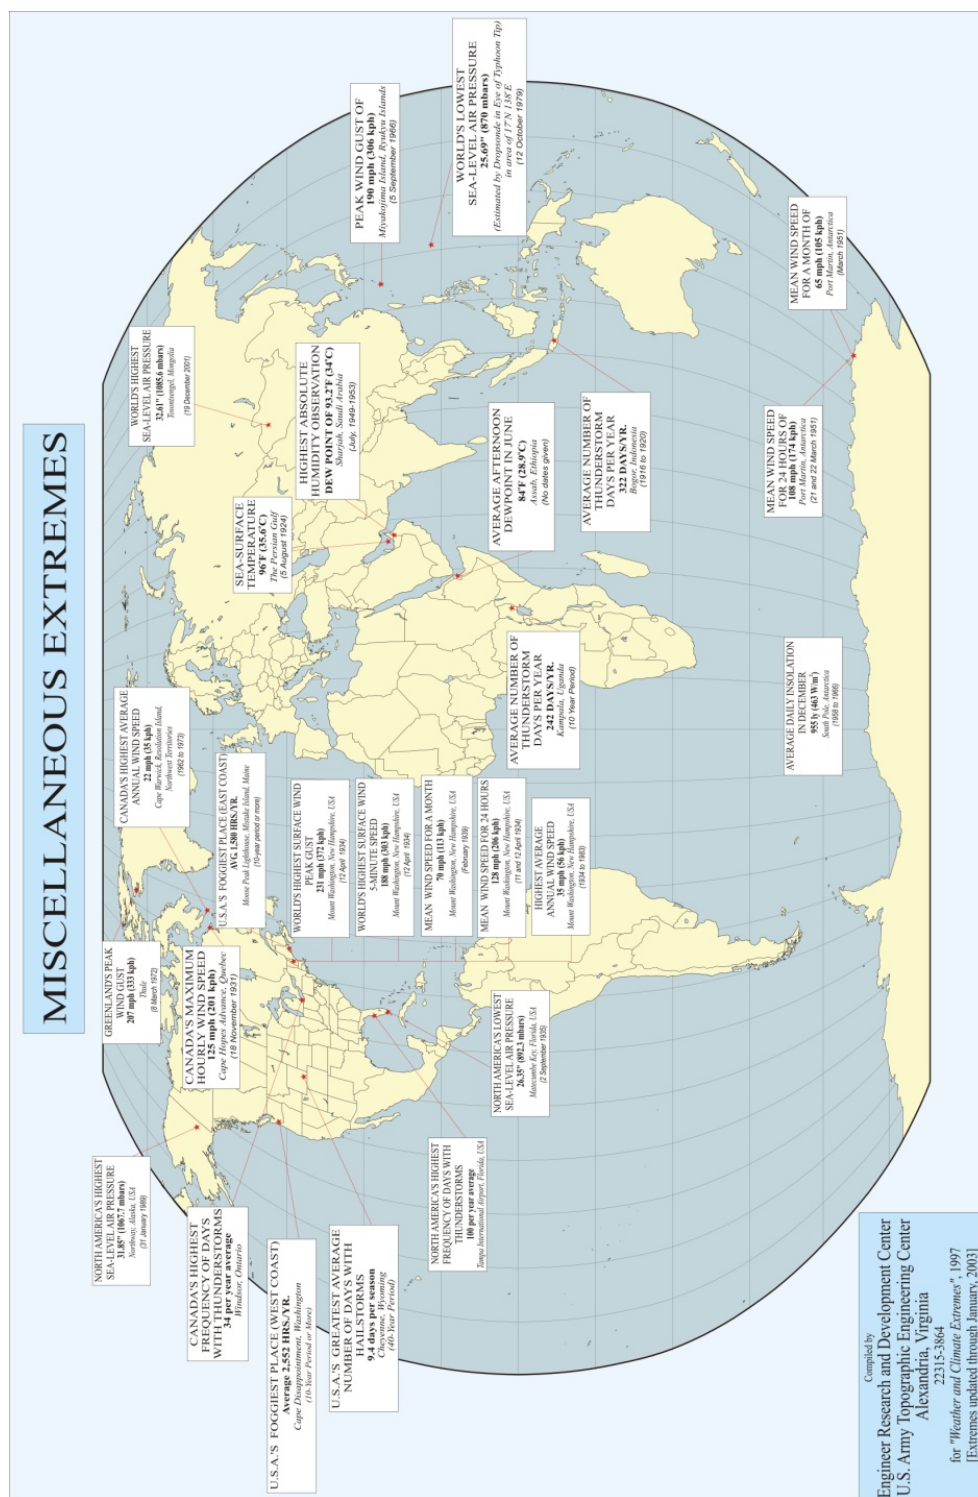 MISCELLANEOUS EXTREMES
NORTH AMERICA'S HIGHEST
SEA-LEVEL AIR PRESSURE
31.85" (1067.7 mbars)
Northway, Alaska, USA
(31 January 1989)
GREENLAND'S PEAK
WIND GUST
207 mph (333 kph)
Thule
(8 March 1972)
CANADA'S HIGHEST AVERAGE
ANNUAL WIND SPEED
22 mph (35 kph)
Cape Warwick, Resolution Island,
Northwest Territories
(1962 to 1973)
WORLD'S HIGHEST
SEA-LEVEL AIR PRESSURE
32.61" (1085.6 mbars)
Tosontsengel, Mongolia
(19 December 2001)
CANADA'S HIGHEST
FREQUENCY OF DAYS
WITH THUNDERSTORMS
34 per year average
Windsor, Ontario
CANADA'S MAXIMUM
HOURLY WIND SPEED
125 mph (201 kph)
Cape Hopes Advance, Quebec
(18 November 1931)
U.S.A.'S FOGGIEST PLACE (EAST COAST)
AVG 1,580 HRS./YR.
Moose Peak Lighthouse, Mistake Island, Maine
(10-year period or more)
SEA-SURFACE
TEMPERATURE
96°F (35.6°C)
The Persian Gulf
(5 August 1924)
HIGHEST ABSOLUTE
HUMIDITY OBSERVATION
DEW POINT OF 93.2°F (34°C)
Sharjah, Saudi Arabia
(July, 1949-1953)
PEAK WIND GUST OF
190 mph (306 kph)
Miyakojima Island, Ryukyu Islands
(5 September 1966)
U.S.A.'S FOGGIEST PLACE (WEST COAST)
Average 2,552 HRS./YR.
Cape Disappointment, Washington
(10-Year Period or More)
WORLD'S HIGHEST SURFACE WIND
PEAK GUST
231 mph (372 kph)
Mount Washington, New Hampshire, USA
(12 April 1934)
U.S.A.'S GREATEST AVERAGE
NUMBER OF DAYS WITH
HAILSTORMS
9.4 days per season
Cheyenne, Wyoming
(40-Year Period)
WORLD'S HIGHEST SURFACE WIND
5-MINUTE SPEED
188 mph (303 kph)
Mount Washington, New Hampshire, USA
(12 April 1934)
WORLD'S LOWEST
SEA-LEVEL AIR PRESSURE
25.69" (870 mbars)
(Estimated by Dropsonde in Eye of Typhoon Tip)
in area of 17°N 138°E
(12 October 1979)
NORTH AMERICA'S HIGHEST
FREQUENCY OF DAYS WITH
THUNDERSTORMS
100 per year average
Tampa International Airport, Florida, USA
NORTH AMERICA'S LOWEST
SEA-LEVEL AIR PRESSURE
26.35" (892.3 mbars)
Matecumbe Key, Florida, USA
(2 September 1935)
MEAN WIND SPEED FOR A MONTH
70 mph (113 kph)
Mount Washington, New Hampshire, USA
(February 1939)
MEAN WIND SPEED FOR 24 HOURS
128 mph (206 kph)
Mount Washington, New Hampshire, USA
(11 and 12 April 1934)
HIGHEST AVERAGE
ANNUAL WIND SPEED
35 mph (56 kph)
Mount Washington, New Hampshire, USA
(1934 to 1983)
AVERAGE NUMBER OF
THUNDERSTORM
DAYS PER YEAR
242 DAYS/YR.
Kampala, Uganda
(10 Year Period)
AVERAGE AFTERNOON
DEWPOINT IN JUNE
84°F (28.9°C)
Assab, Ethiopia
(No dates given)
AVERAGE NUMBER OF
THUNDERSTORM
DAYS PER YEAR
322 DAYS/YR.
Bogor, Indonesia
(1916 to 1920)
AVERAGE DAILY INSOLATION
IN DECEMBER
955 ly (463 W/m²)
South Pole, Antarctica
(1958 to 1966)
MEAN WIND SPEED
FOR 24 HOURS OF
108 mph (174 kph)
Port Martin, Antarctica
(21 and 22 March 1951)
MEAN WIND SPEED
FOR A MONTH OF
65 mph (105 kph)
Port Martin, Antarctica
(March 1951)
Compiled by
Engineer Research and Development Center
U.S. Army Topographic Engineering Center
Alexandria, Virginia
22315-3864
for "Weather and Climate Extremes", 1997
[Extremes updated through January, 2003]